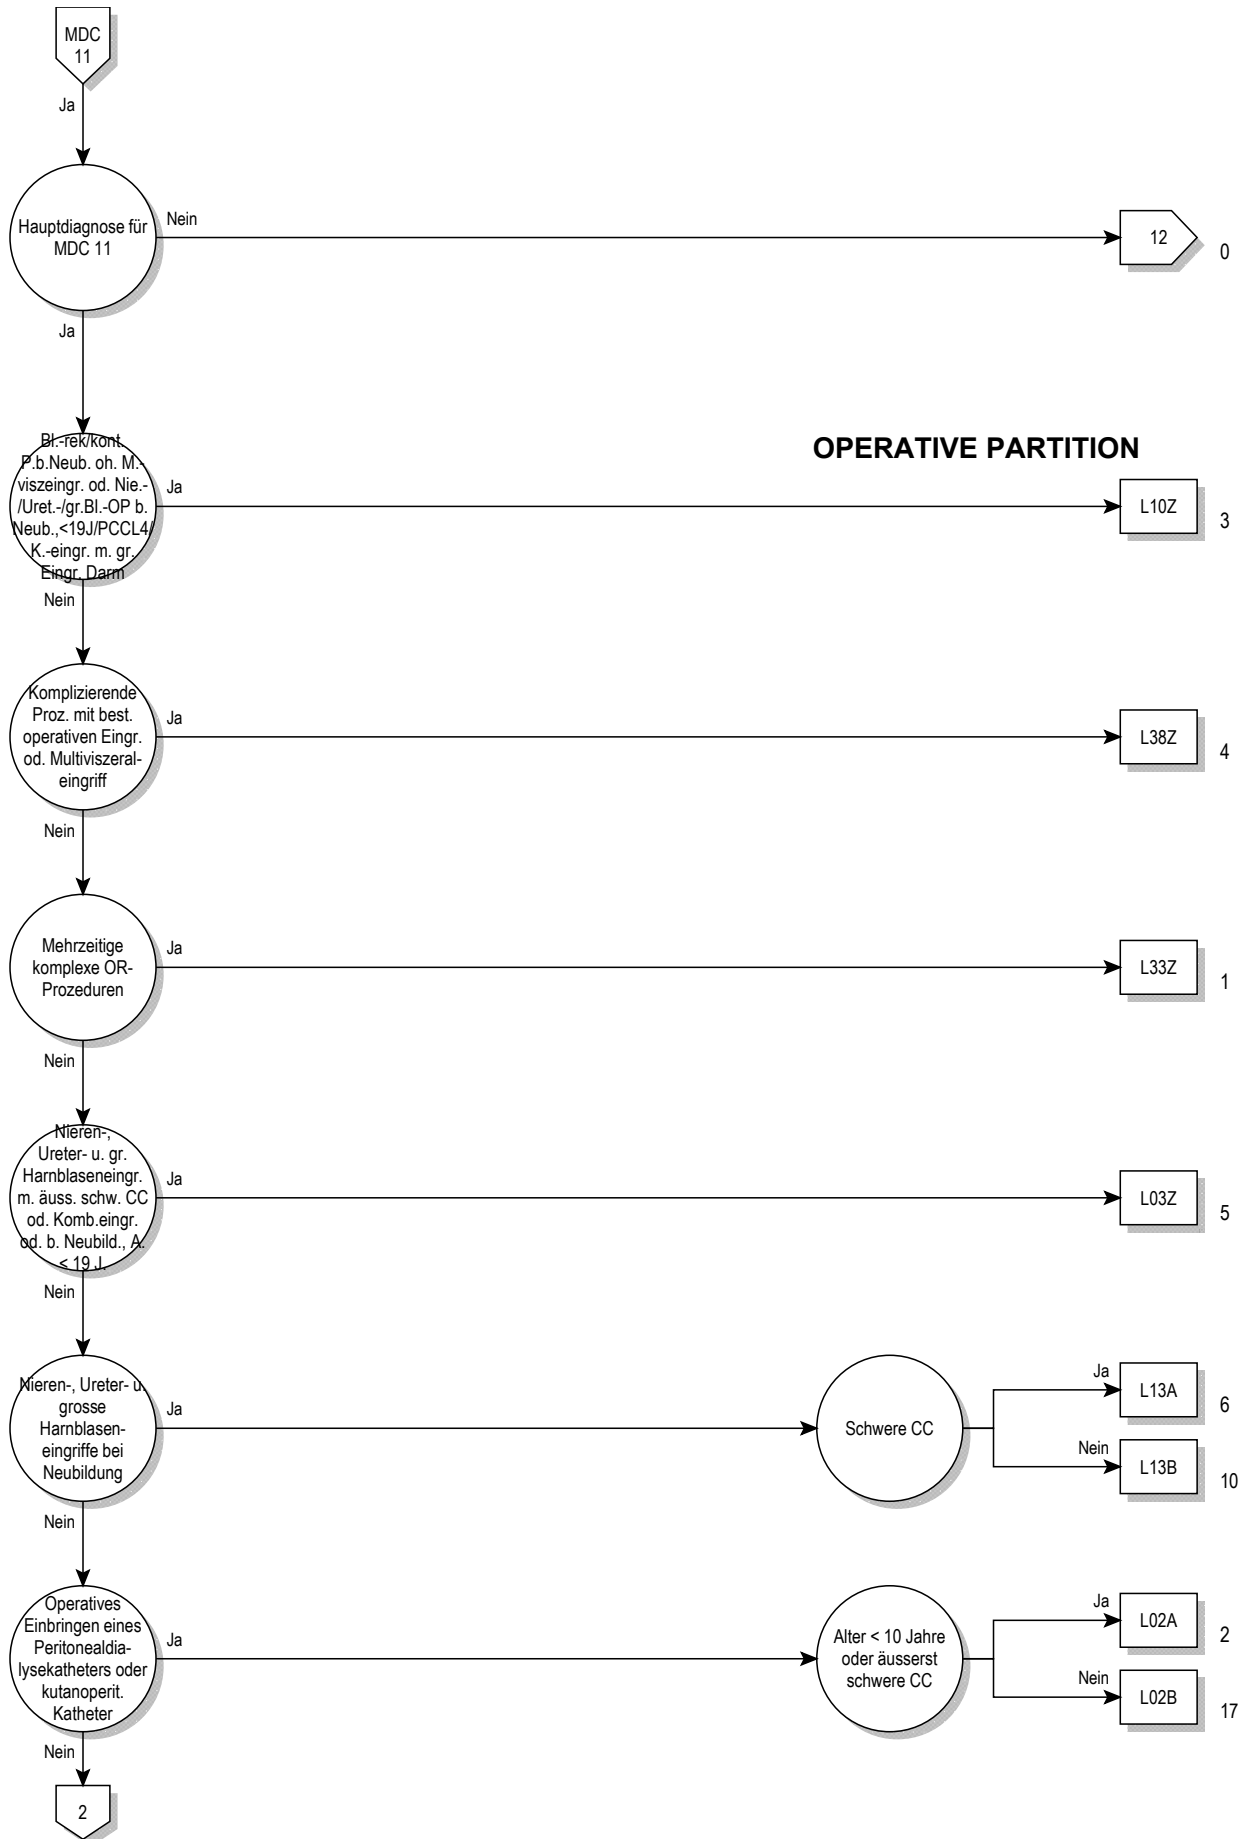 MDC
11
Ja
Hauptdiagnose für
MDC 11
Nein
12
0
Ja
OPERATIVE PARTITION
Bl.-rek/kont.
P.b.Neub. oh. M.-
viszeingr. od. Nie.-
/Uret.-/gr.Bl.-OP b.
Neub.,<19J/PCCL4/
K.-eingr. m. gr.
Eingr. Darm
Ja
L10Z
3
Nein
Komplizierende
Proz. mit best.
operativen Eingr.
od. Multiviszeral-
eingriff
Ja
L38Z
4
Nein
Mehrzeitige
komplexe OR-
Prozeduren
Ja
L33Z
1
Nein
Nieren-,
Ureter- u. gr.
Harnblaseneingr.
m. äuss. schw. CC
od. Komb.eingr.
od. b. Neubild., A.
< 19 J.
Ja
L03Z
5
Nein
Nieren-, Ureter- u.
grosse
Harnblasen-
eingriffe bei
Neubildung
Ja
Schwere CC
Ja
L13A
6
Nein
L13B
10
Nein
Operatives
Einbringen eines
Peritonealdia-
lysekatheters oder
kutanoperit.
Katheter
Ja
Alter < 10 Jahre
oder äusserst
schwere CC
Ja
L02A
2
Nein
L02B
17
Nein
2